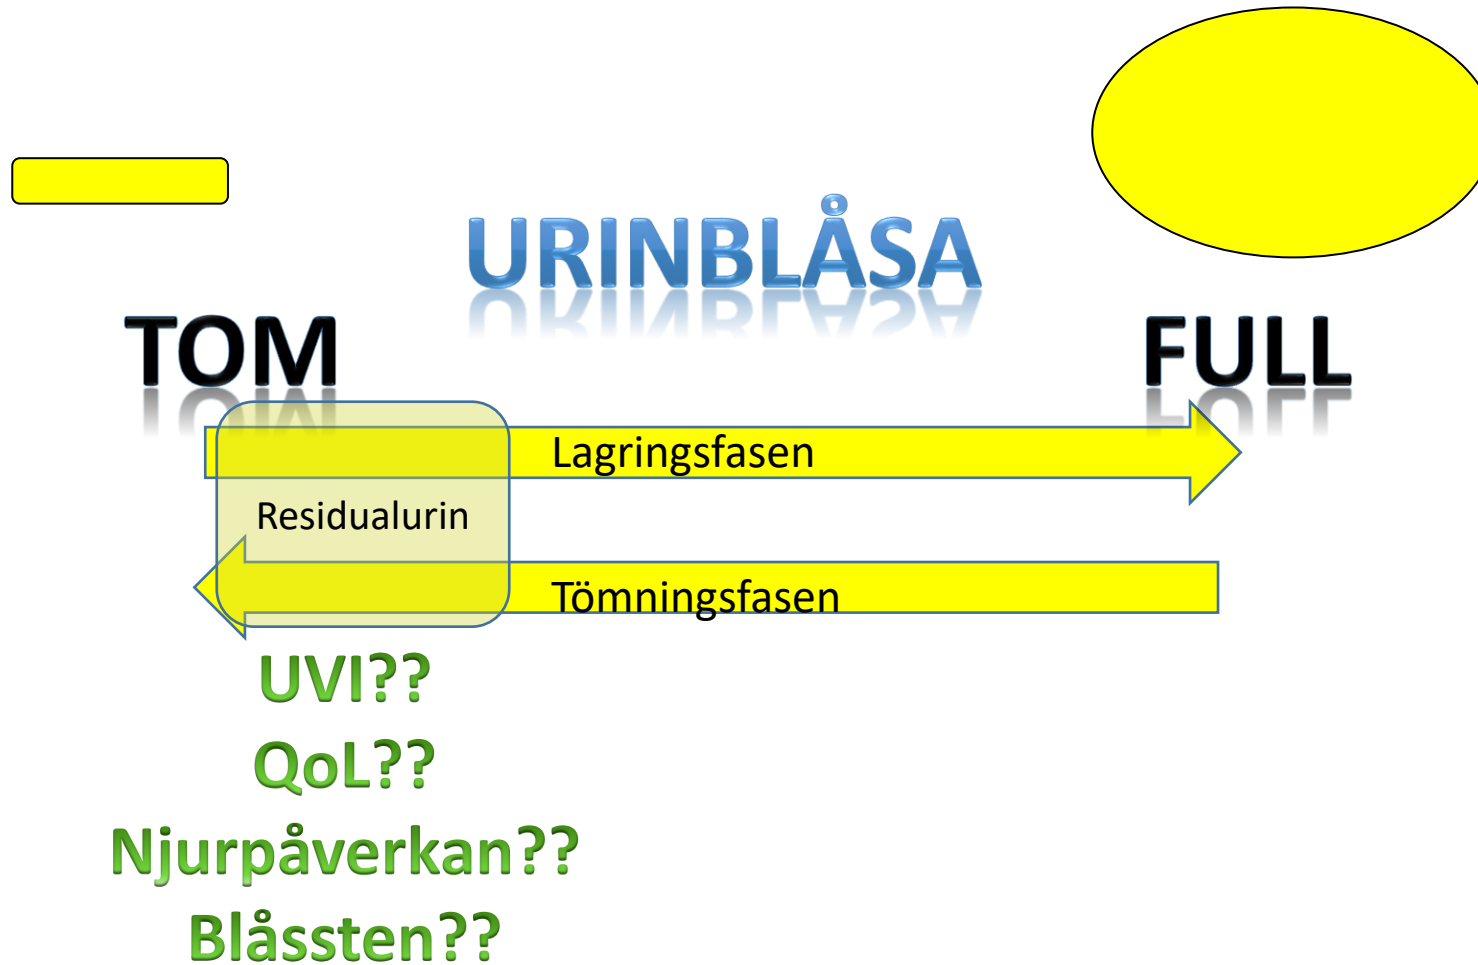 URINBLÅSA
TOM
FULL
Lagringsfasen
Residualurin
Tömningsfasen
UVI??
QoL??
Njurpåverkan??
Blåssten??